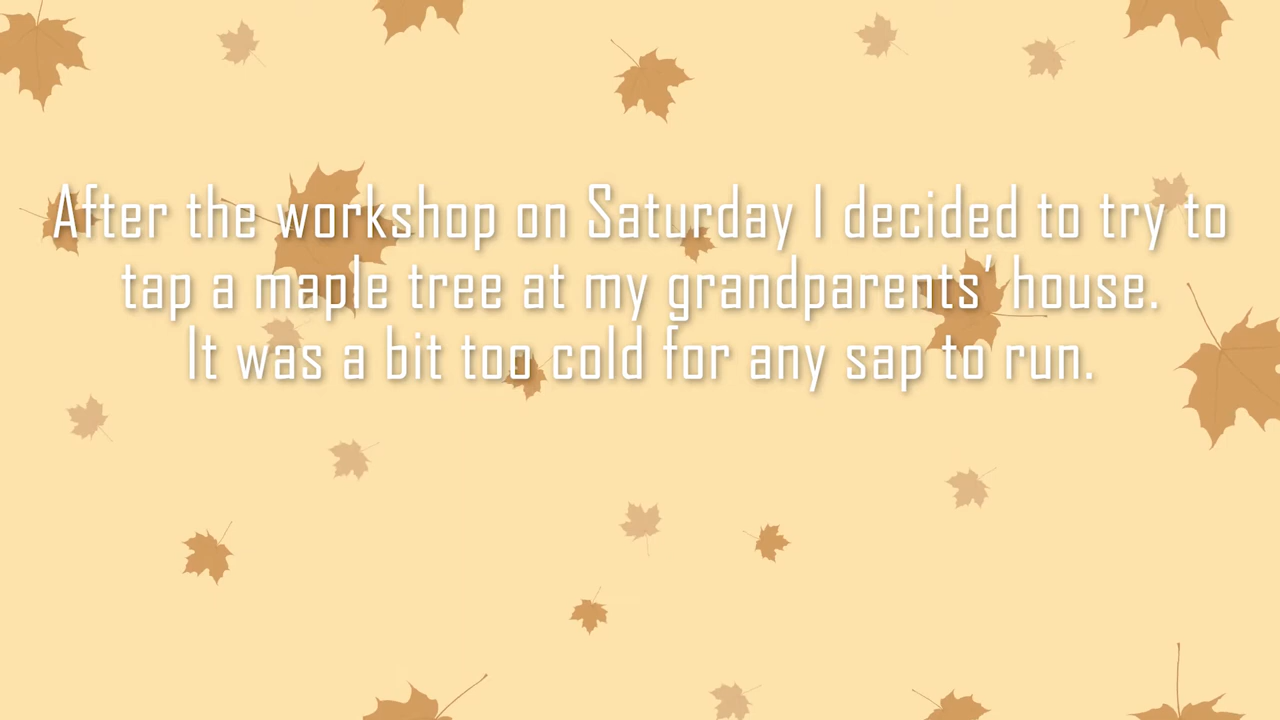 After the workshop on Saturday I decided to try to
tap a maple tree at my grandparents’ house.
It was a bit too cold for any sap to run.